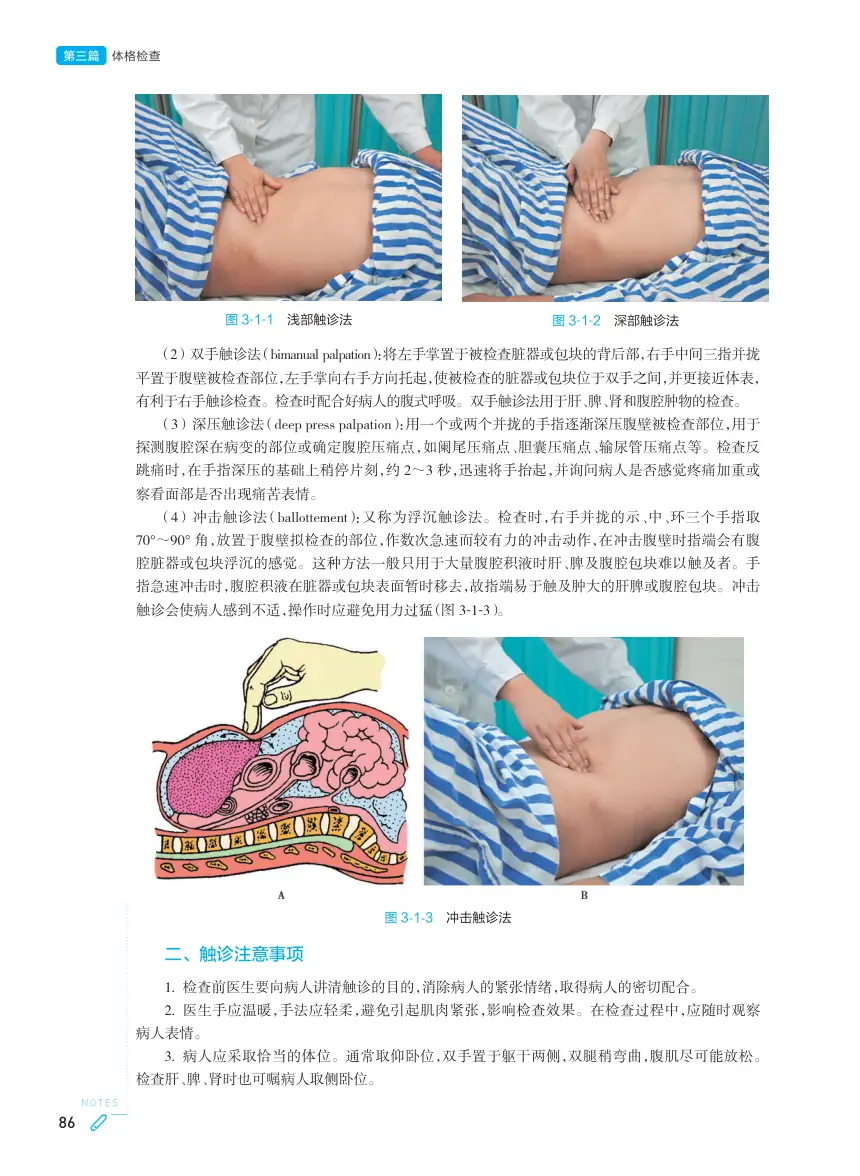 第三篇 体格检查
图 3-1-1 浅部触诊法
图 3-1-2 深部触诊法
（2）双手触诊法（bimanual palpation）：将左手掌置于被检查脏器或包块的背后部，右手中间三指并拢
平置于腹壁被检查部位，左手掌向右手方向托起，使被检查的脏器或包块位于双手之间，并更接近体表，
有利于右手触诊检查。检查时配合好病人的腹式呼吸。双手触诊法用于肝、脾、肾和腹腔肿物的检查。
（3）深压触诊法（deep press palpation）：用一个或两个并拢的手指逐渐深压腹壁被检查部位，用于
探测腹腔深在病变的部位或确定腹腔压痛点，如阑尾压痛点、胆囊压痛点、输尿管压痛点等。检查反
跳痛时，在手指深压的基础上稍停片刻，约 2～3 秒，迅速将手抬起，并询问病人是否感觉疼痛加重或
察看面部是否出现痛苦表情。
（4）冲击触诊法（ballottement）：又称为浮沉触诊法。检查时，右手并拢的示、中、环三个手指取
70°～90° 角，放置于腹壁拟检查的部位，作数次急速而较有力的冲击动作，在冲击腹壁时指端会有腹
腔脏器或包块浮沉的感觉。这种方法一般只用于大量腹腔积液时肝、脾及腹腔包块难以触及者。手
指急速冲击时，腹腔积液在脏器或包块表面暂时移去，故指端易于触及肿大的肝脾或腹腔包块。冲击
触诊会使病人感到不适，操作时应避免用力过猛（图 3-1-3）。
A
B
图 3-1-3 冲击触诊法
二、触诊注意事项
1. 检查前医生要向病人讲清触诊的目的，消除病人的紧张情绪，取得病人的密切配合。
2. 医生手应温暖，手法应轻柔，避免引起肌肉紧张，影响检查效果。在检查过程中，应随时观察
病人表情。
3. 病人应采取恰当的体位。通常取仰卧位，双手置于躯干两侧，双腿稍弯曲，腹肌尽可能放松。
检查肝、脾、肾时也可嘱病人取侧卧位。
NOTES
86